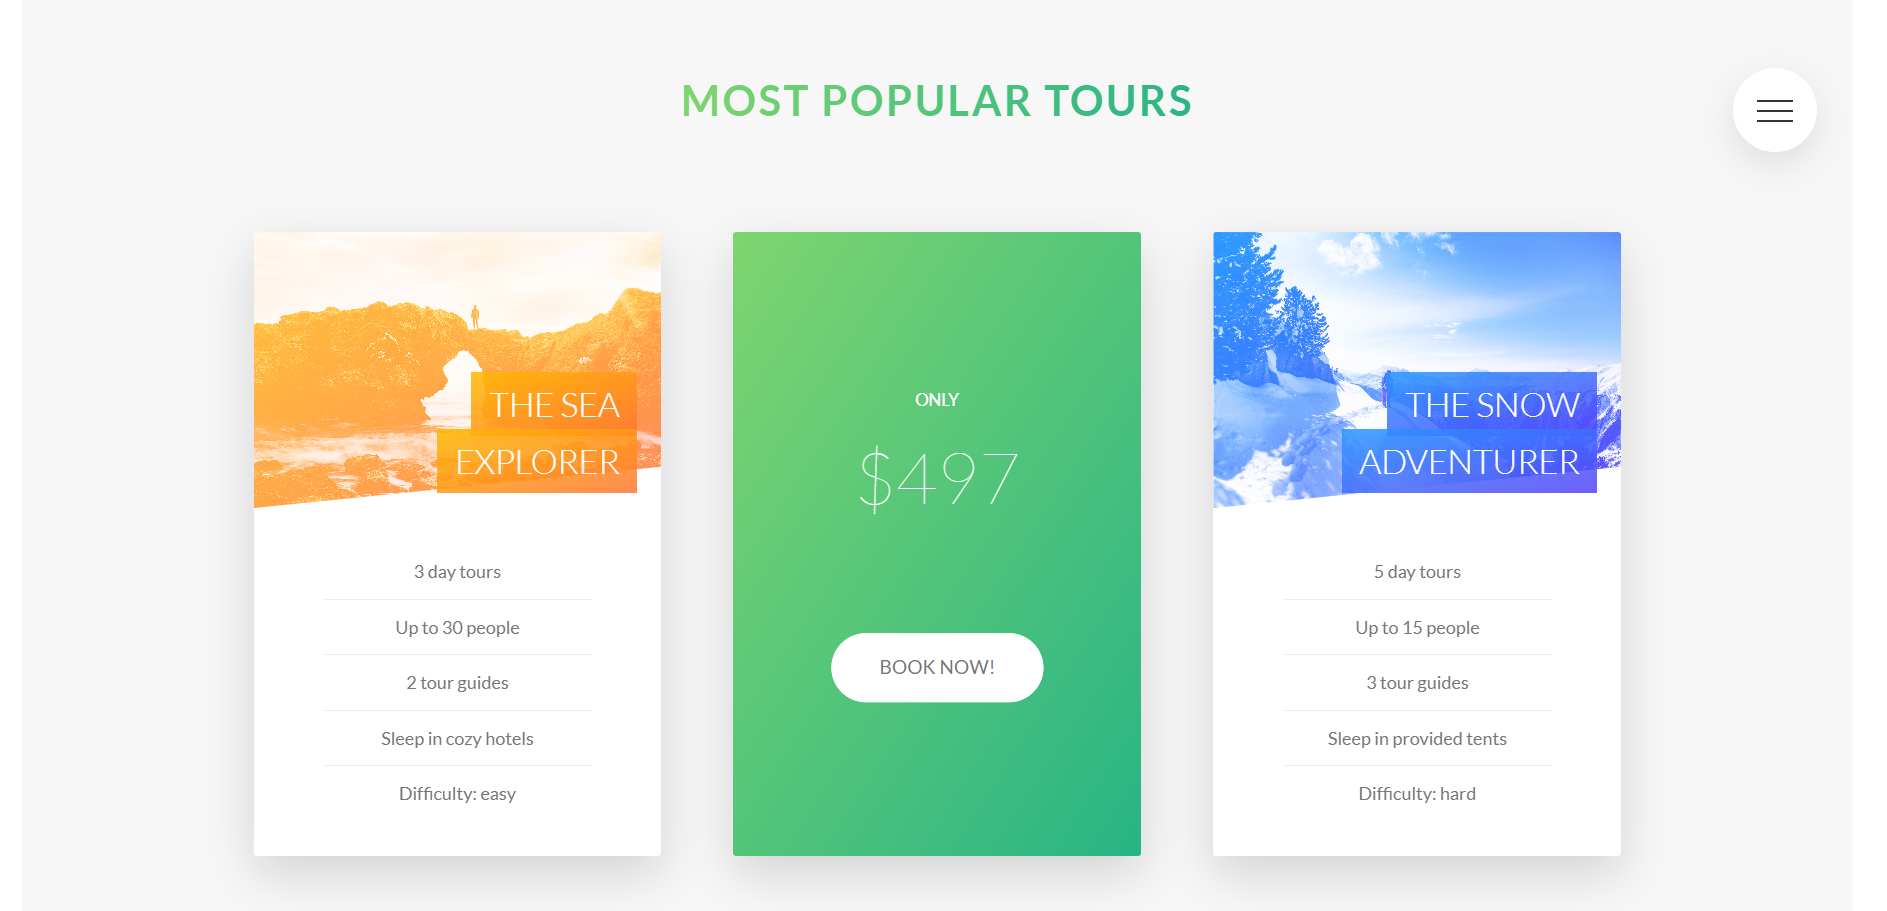 MOST POPULAR TOURS
THE SEA
EXPLORER
3 day tours
Up to 30 people
2 tour guides
Sleep in cozy hotels
Difficulty: easy
ONLY
$497
BOOK NOW!
THE SNOW
ADVENTURER
5 day tours
Up to 15 people
3 tour guides
Sleep in provided tents
Difficulty: hard